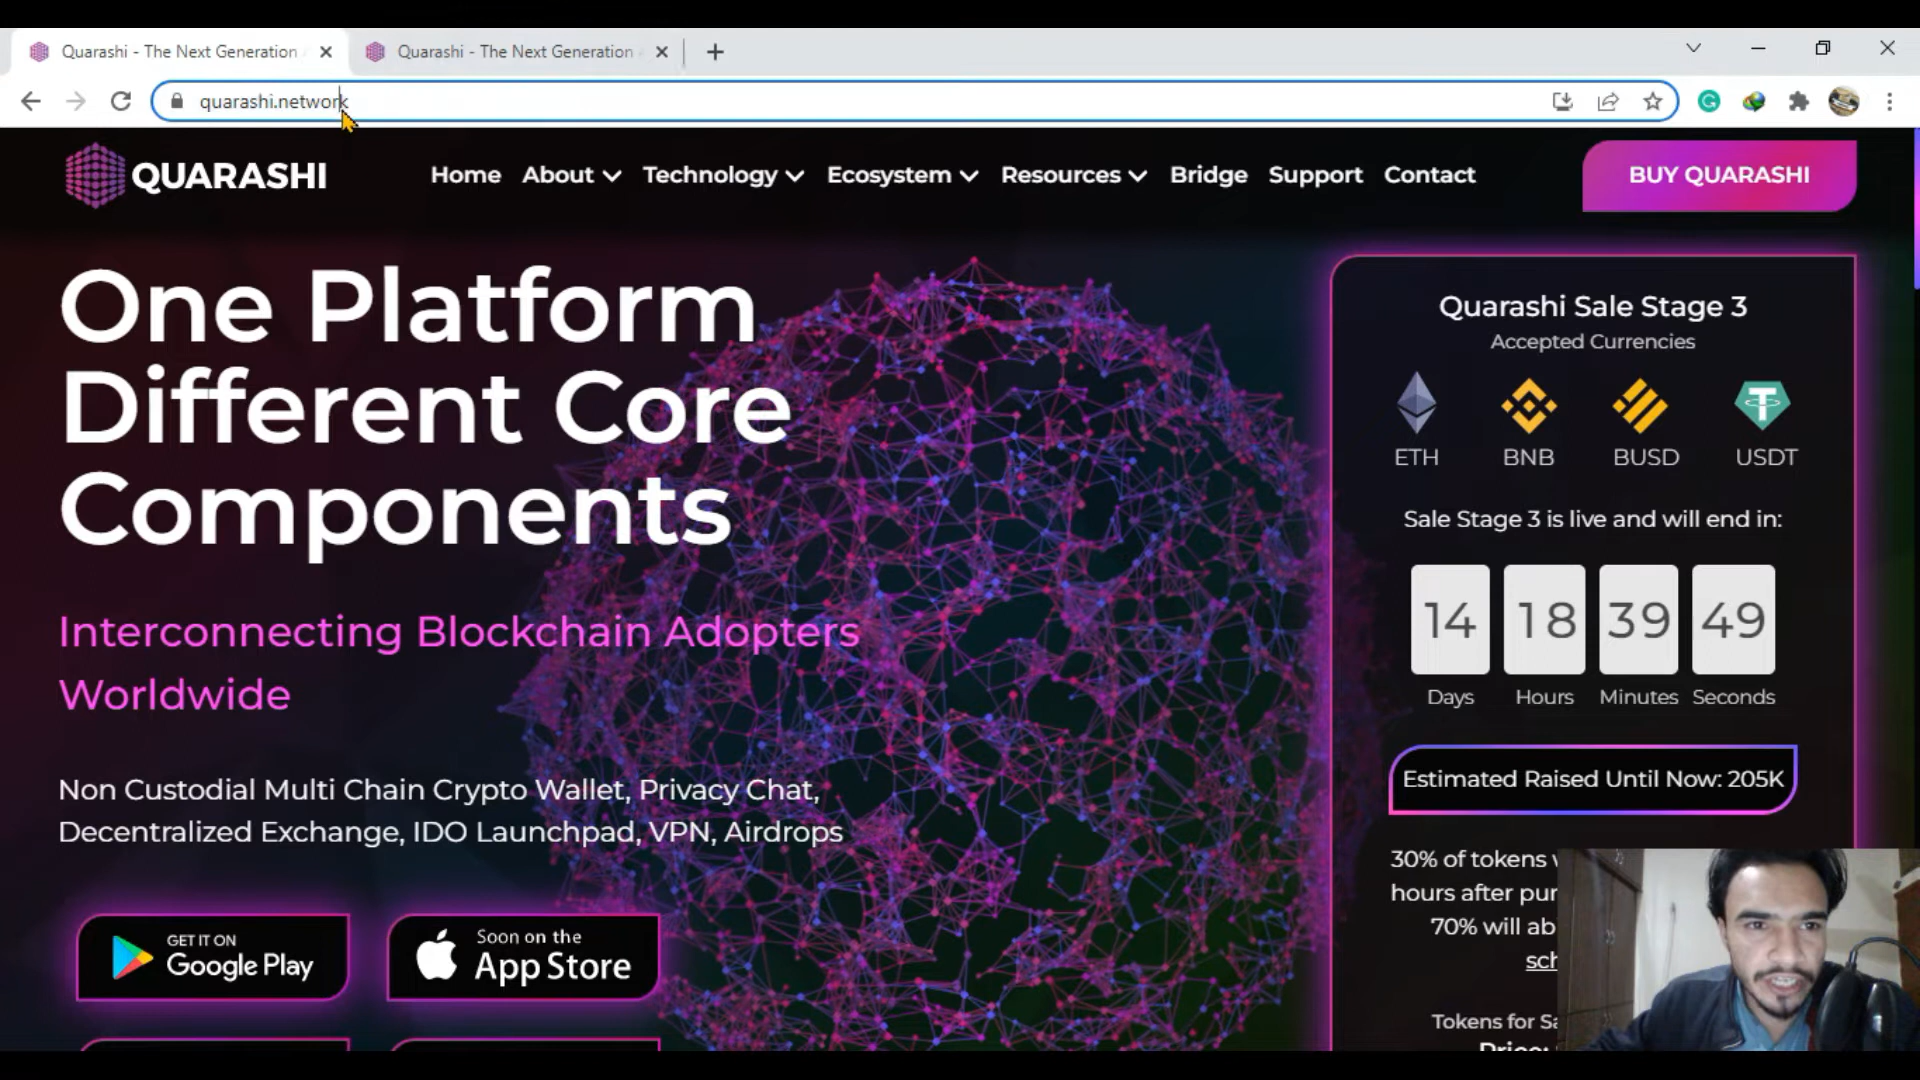 Quarashi - The Next Generation
Quarashi - The Next Generation
quarashi.network
QUARASHI
Home About Technology Ecosystem Resources Bridge Support Contact
BUY QUARASHI
One Platform
Different Core
Components
Interconnecting Blockchain Adopters
Worldwide
Non Custodial Multi Chain Crypto Wallet, Privacy Chat,
Decentralized Exchange, IDO Launchpad, VPN, Airdrops
GET IT ON
Google Play
Soon on the
App Store
Quarashi Sale Stage 3
Accepted Currencies
ETH BNB BUSD USDT
Sale Stage 3 is live and will end in:
14 18 39 49
Days Hours Minutes Seconds
Estimated Raised Until Now: 205K
30% of tokens
hours after pur
70% will ab
sch
Tokens for Sa